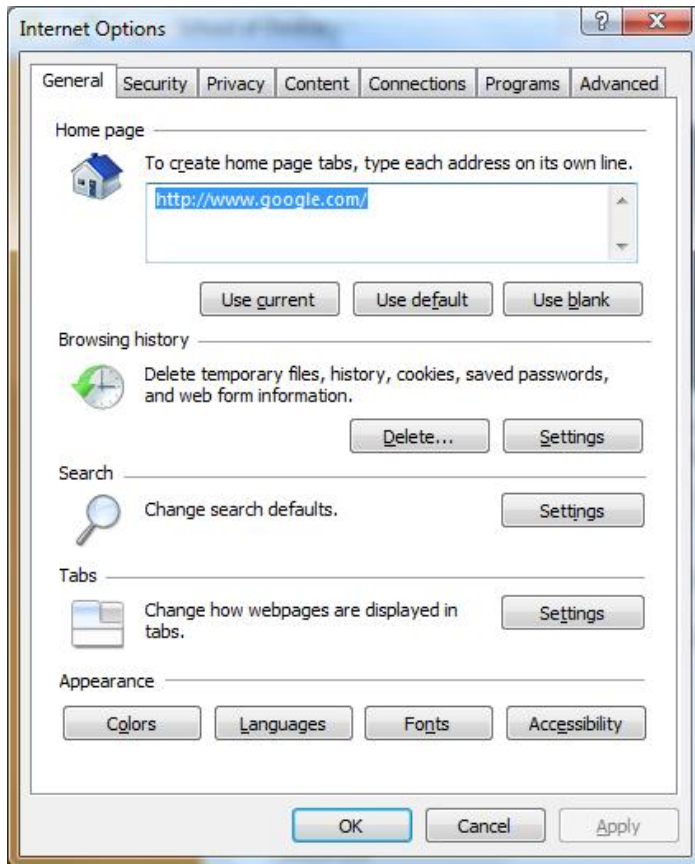 Internet Options
?
General Security Privacy Content Connections Programs Advanced
Home page
To create home page tabs, type each address on its own line.
http://www.google.com/
Use current Use default Use blank
Browsing history
Delete temporary files, history, cookies, saved passwords,
and web form information.
Delete... Settings
Search
Change search defaults.
Settings
Tabs
Change how webpages are displayed in
tabs.
Settings
Appearance
Colors Languages Fonts Accessibility
OK Cancel Apply